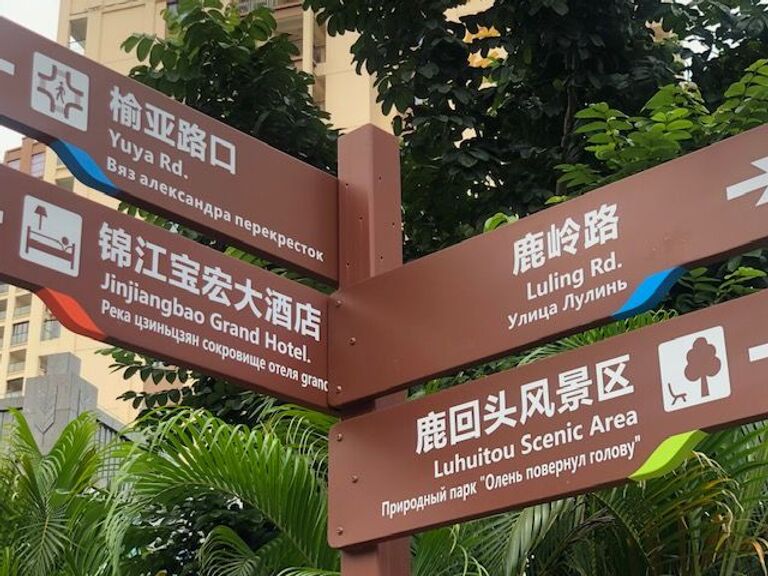 榆亚路口
Yuya Rd.
Вяз александра перекресток
锦江宝宏大酒店
Jinjiangbao Grand Hotel.
Река цзиньцзян сокровище отеля grand
鹿岭路
Luling Rd.
Улица Лулинь
鹿回头风景区
Luhuitou Scenic Area
Природный парк "Олень повернул голову"